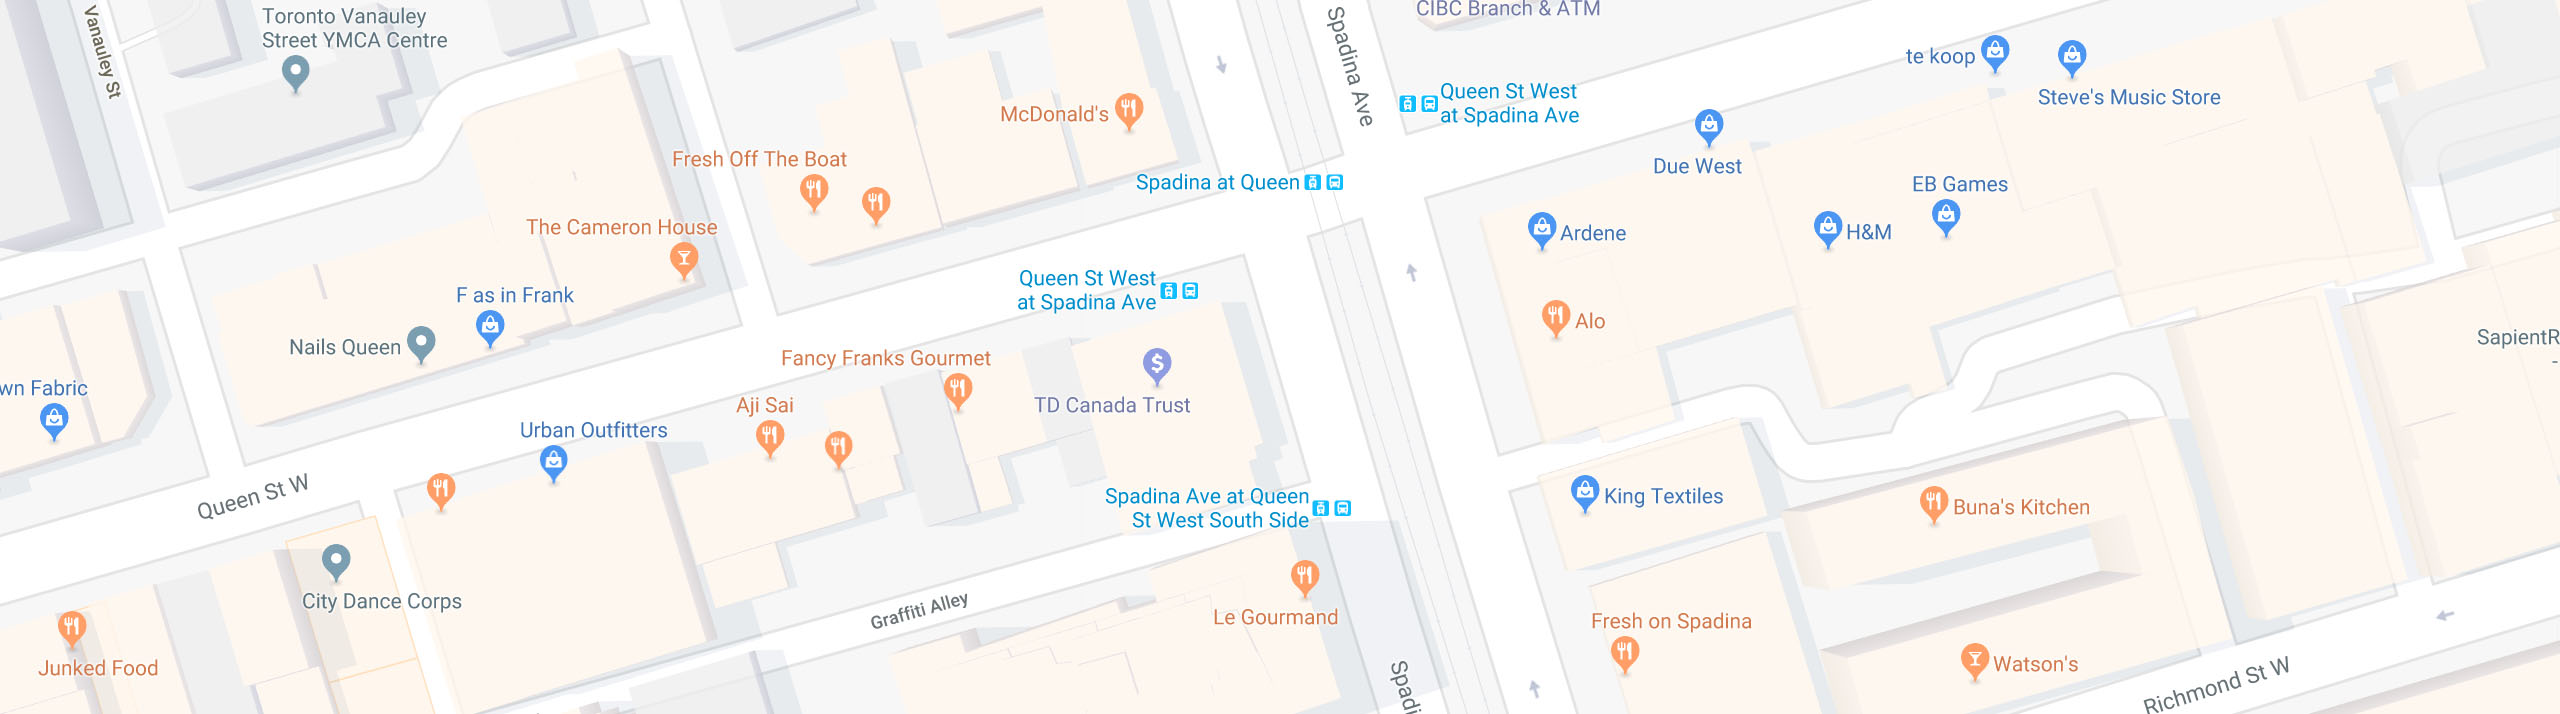 Toronto Vanauley
Street YMCA Centre
Vanauley St
CIBC Branch & ATM
Spadina Ave
te koop
Steve's Music Store
Queen St West
at Spadina Ave
McDonald's
Due West
Fresh Off The Boat
Spadina at Queen
EB Games
The Cameron House
Ardene
H&M
Queen St West
at Spadina Ave
F as in Frank
Alo
Nails Queen
SapientR
-
Fancy Franks Gourmet
wn Fabric
Aji Sai
TD Canada Trust
Urban Outfitters
Queen St W
Spadina Ave at Queen
St West South Side
King Textiles
Buna's Kitchen
City Dance Corps
Graffiti Alley
Le Gourmand
Fresh on Spadina
Junked Food
Watson's
Spadi
Richmond St W